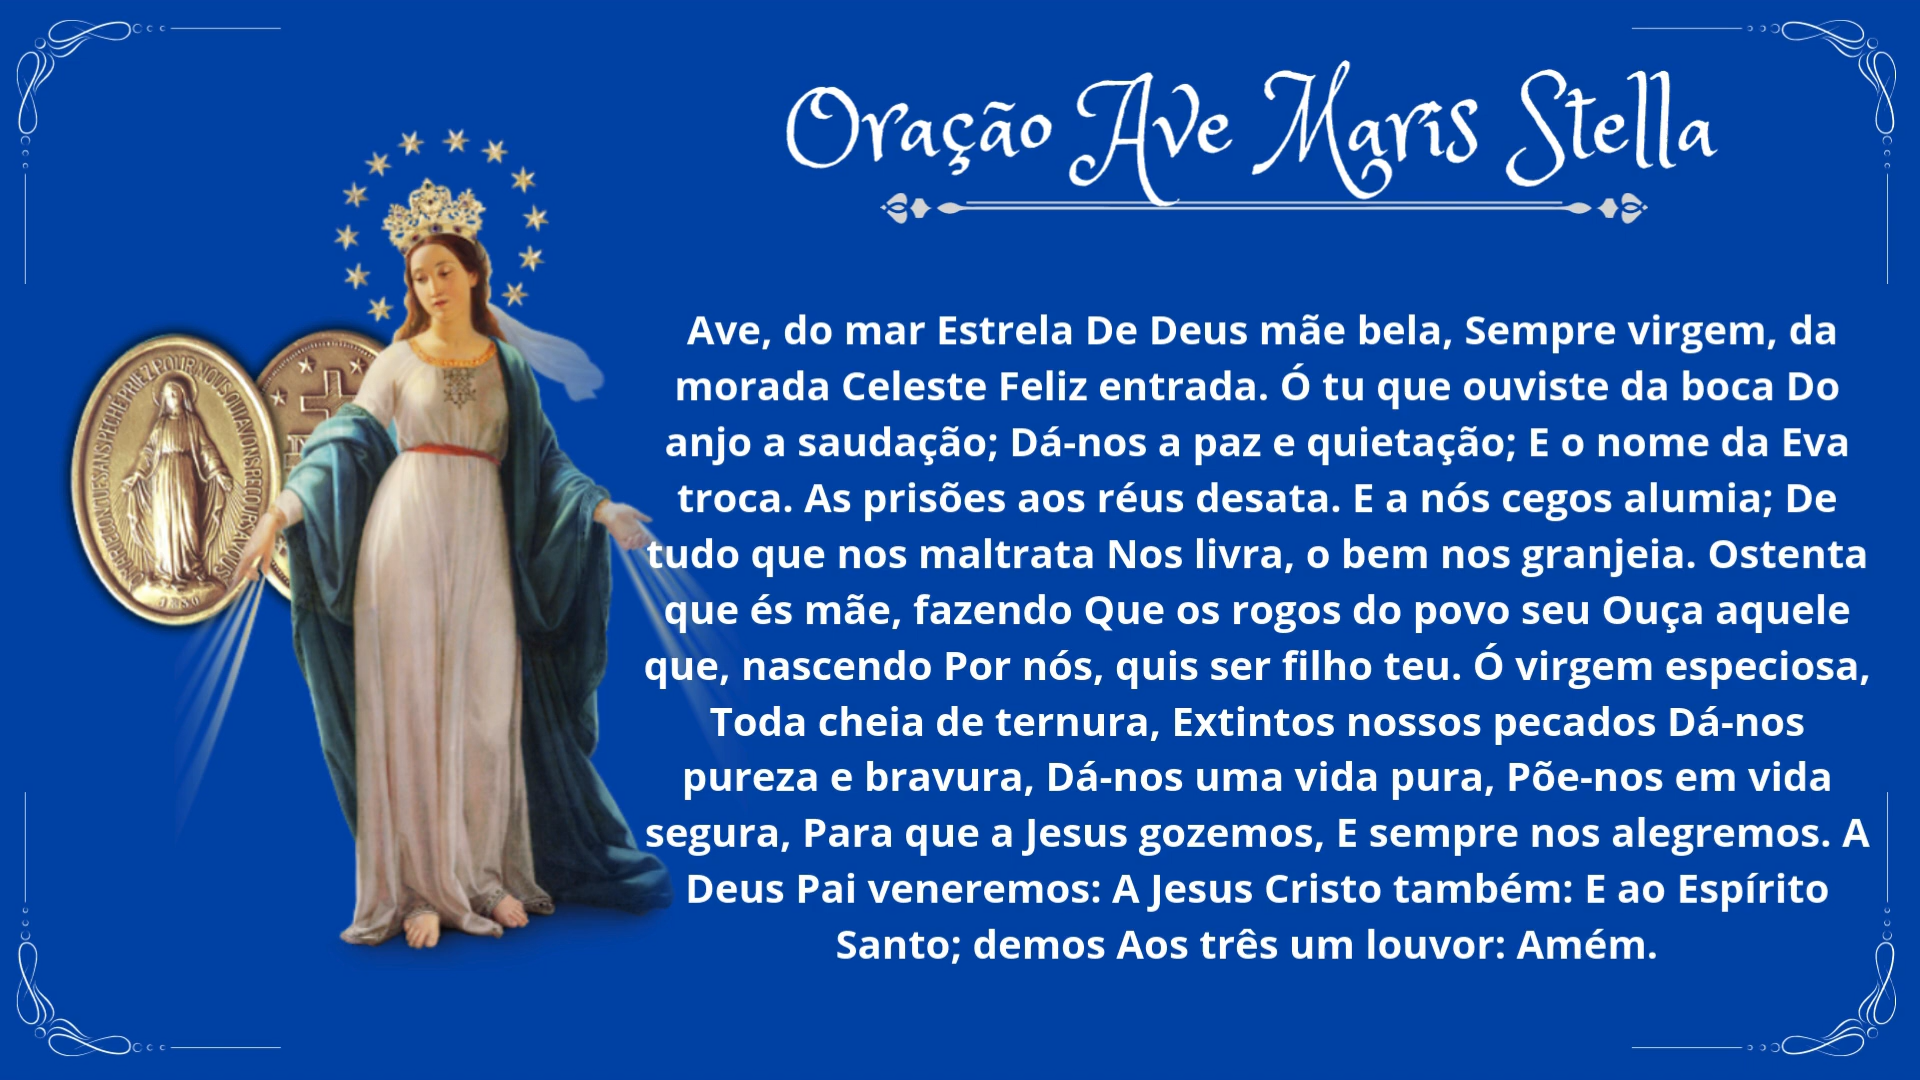 Oração Ave Maris Stella
Ave, do mar Estrela De Deus mãe bela, Sempre virgem, da
morada Celeste Feliz entrada. Ó tu que ouviste da boca Do
anjo a saudação; Dá-nos a paz e quietação; E o nome da Eva
troca. As prisões aos réus desata. E a nós cegos alumia; De
tudo que nos maltrata Nos livra, o bem nos granjeia. Ostenta
que és mãe, fazendo Que os rogos do povo seu Ouça aquele
que, nascendo Por nós, quis ser filho teu. Ó virgem especiosa,
Toda cheia de ternura, Extintos nossos pecados Dá-nos
pureza e bravura, Dá-nos uma vida pura, Põe-nos em vida
segura, Para que a Jesus gozemos, E sempre nos alegremos. A
Deus Pai veneremos: A Jesus Cristo também: E ao Espírito
Santo; demos Aos três um louvor: Amém.